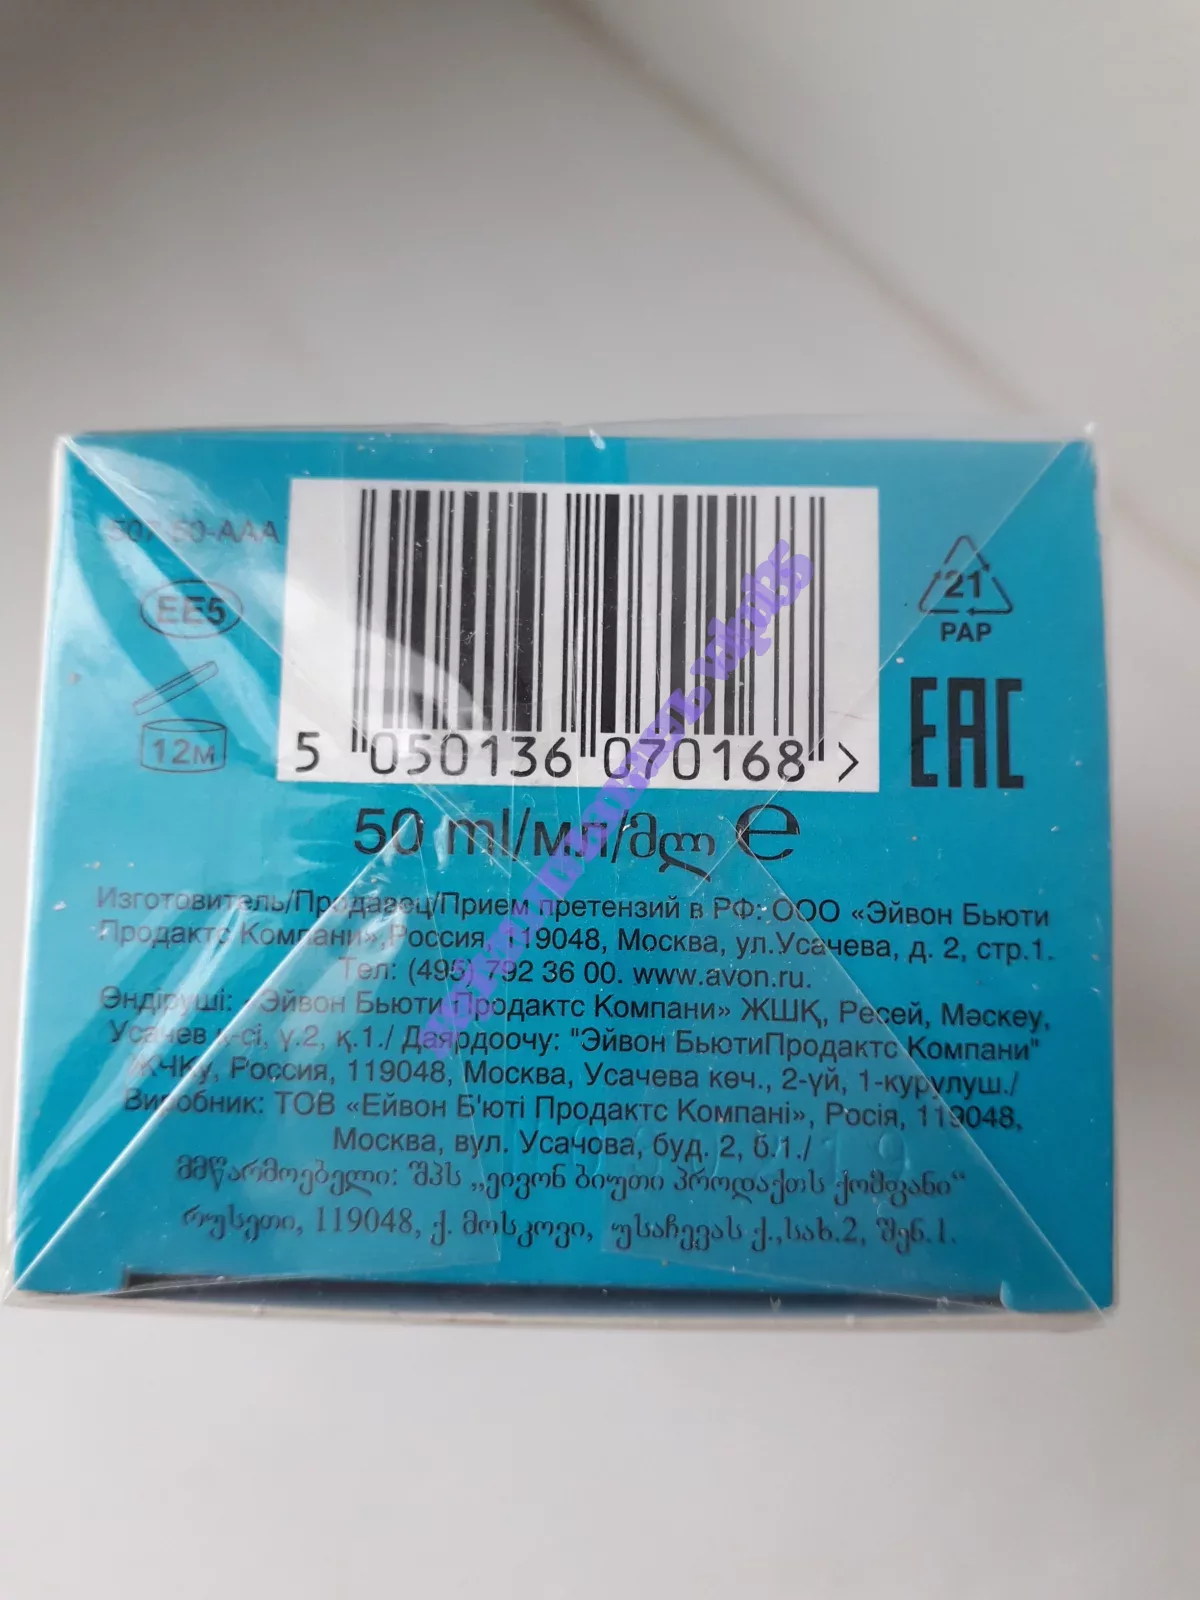 EE5
12M
5 050136 070168 >
21
PAP
EAC
50 ml/мл/მლ e
Изготовитель/Продавец/Прием претензий в РФ: ООО «Эйвон Бьюти
Продактс Компани», Россия, 119048, Москва, ул.Усачева, д. 2, стр.1.
Тел: (495) 792 36 00. www.avon.ru.
Өндіруші: «Эйвон Бьюти Продактс Компани» ЖШҚ, Ресей, Мәскеу,
Усачев к-сі, ү.2, қ.1./ Даярдоочу: "Эйвон БьютиПродактс Компани"
ЖЧКу, Россия, 119048, Москва, Усачева көч., 2-үй, 1-курулуш./
Виробник: ТОВ «Ейвон Б'юті Продактс Компані», Росія, 119048,
Москва, вул. Усачова, буд. 2, б.1./
მწარმოებელი: შპს „ეივონ ბიუთი პროდაქთს ქომფანი“
რუსეთი, 119048, ქ. მოსკოვი, უსაჩევას ქ.,სახ.2, შენ.1.